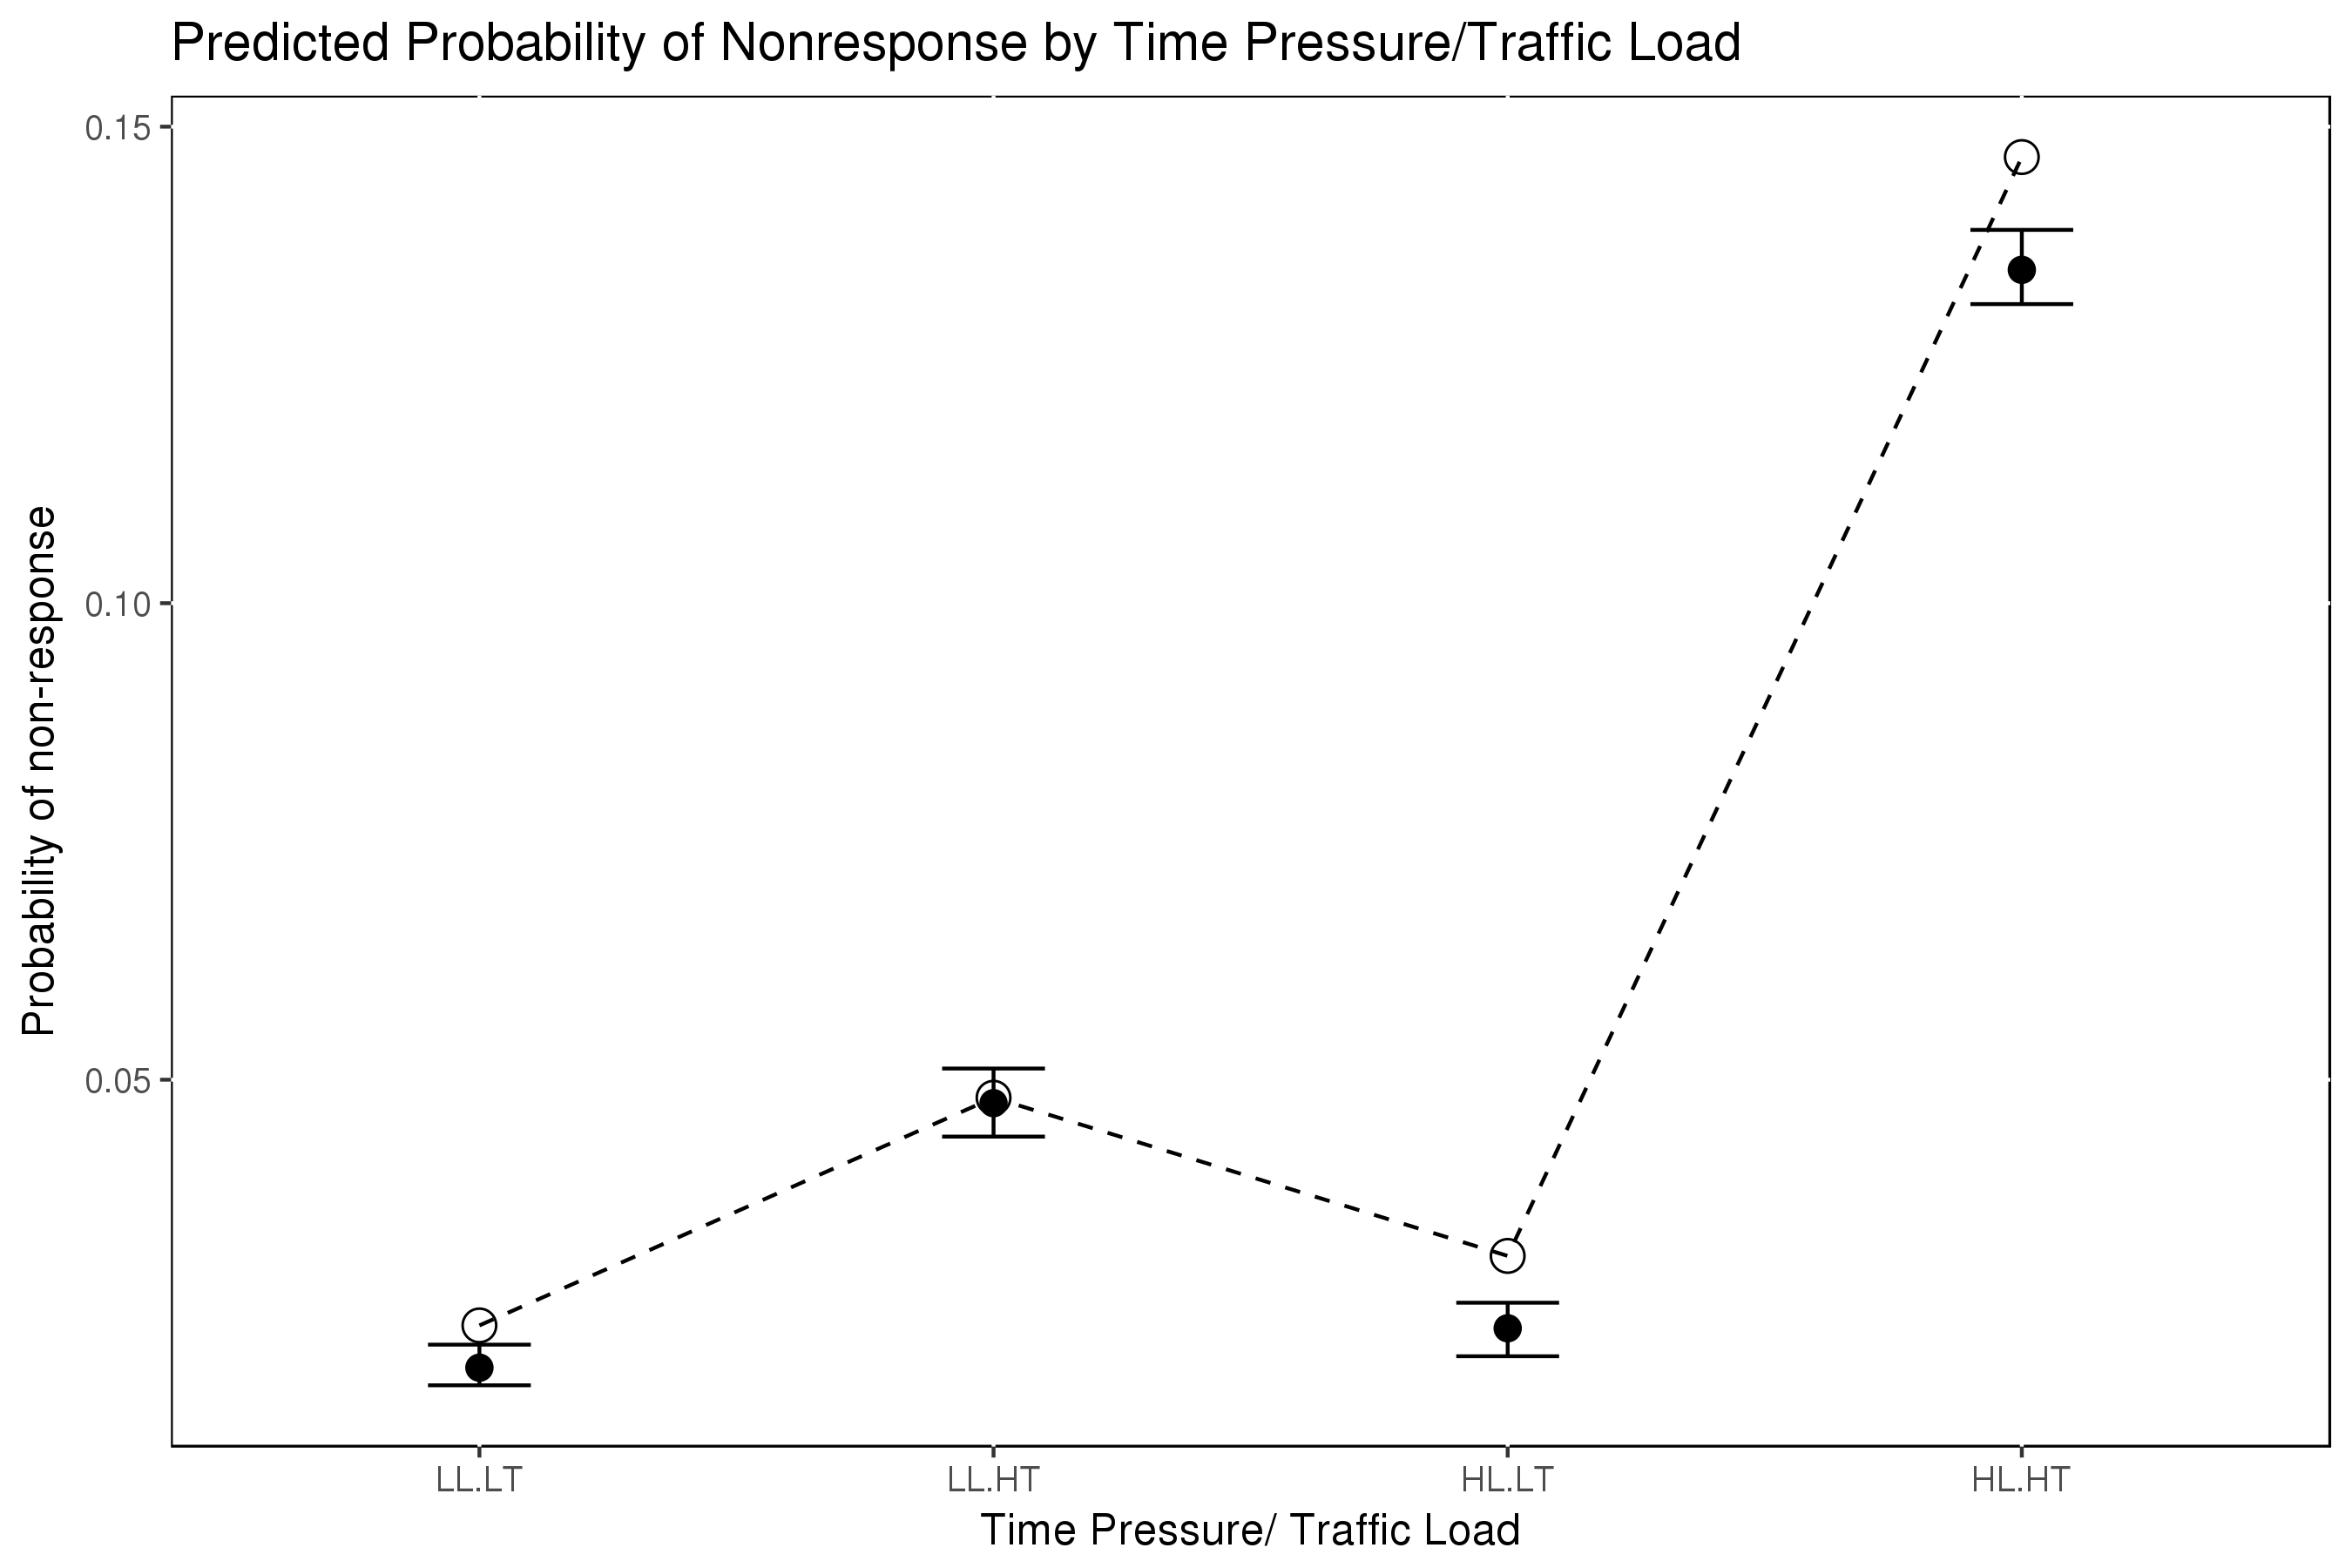 Predicted Probability of Nonresponse by Time Pressure/Traffic Load
0.15
0.10
0.05
Probability of non-response
LL.LT
LL.HT
HL.LT
HL.HT
Time Pressure/ Traffic Load